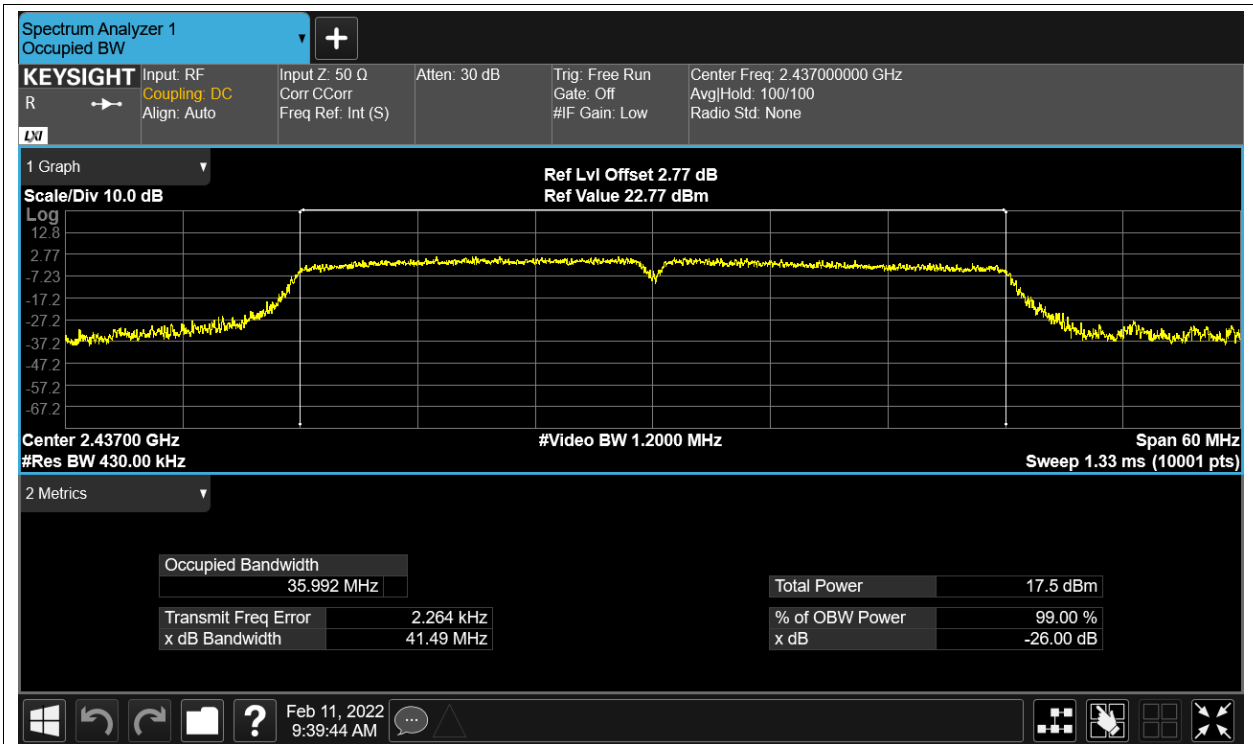 Spectrum Analyzer 1
Occupied BW
KEYSIGHT
R
LXI
Input: RF
Coupling: DC
Align: Auto
Input Z: 50 Ω
Corr CCorr
Freq Ref: Int (S)
Atten: 30 dB
Trig: Free Run
Gate: Off
#IF Gain: Low
Center Freq: 2.437000000 GHz
Avg|Hold: 100/100
Radio Std: None
1 Graph
Scale/Div 10.0 dB
Ref Lvl Offset 2.77 dB
Ref Value 22.77 dBm
Log
12.8
2.77
-7.23
-17.2
-27.2
-37.2
-47.2
-57.2
-67.2
Center 2.43700 GHz
#Video BW 1.2000 MHz
Span 60 MHz
#Res BW 430.00 kHz
Sweep 1.33 ms (10001 pts)
2 Metrics
Occupied Bandwidth
35.992 MHz
Transmit Freq Error 2.264 kHz
x dB Bandwidth 41.49 MHz
Total Power 17.5 dBm
% of OBW Power 99.00 %
x dB -26.00 dB
?
Feb 11, 2022
9:39:44 AM